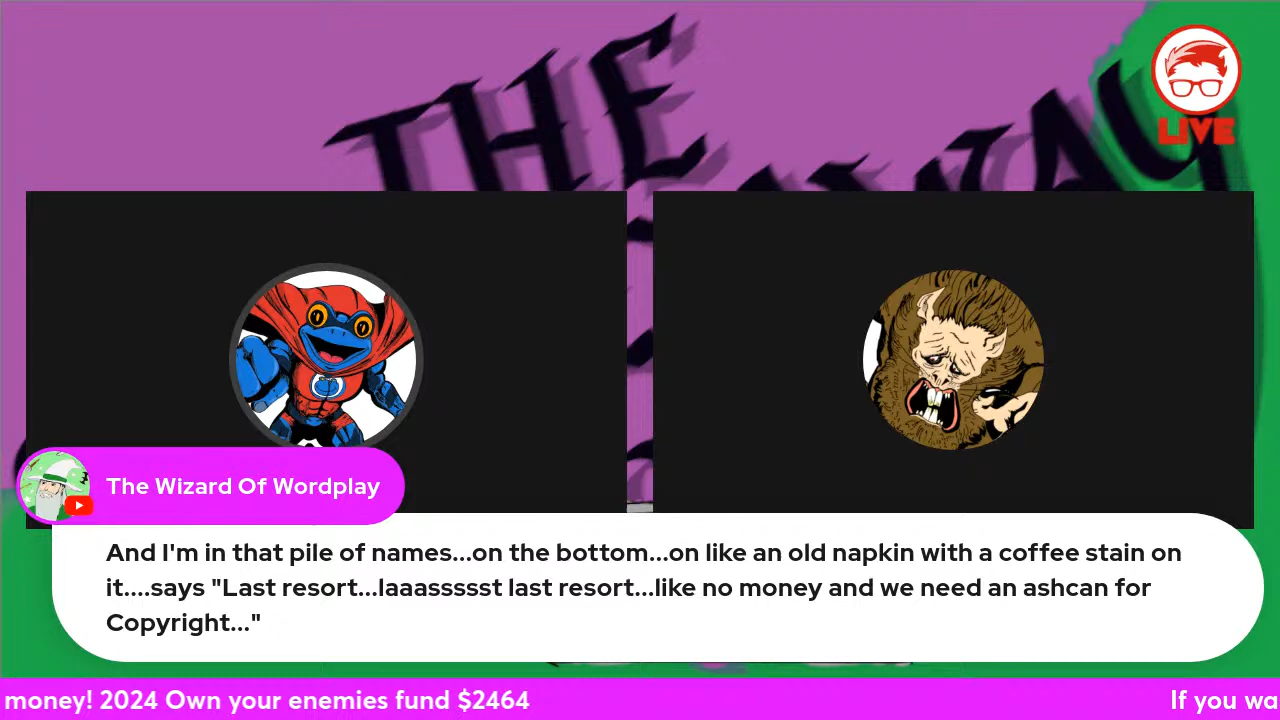 THE
LIVE
The Wizard Of Wordplay
And I'm in that pile of names...on the bottom...on like an old napkin with a coffee stain on
it....says "Last resort...laaassssst last resort...like no money and we need an ashcan for
Copyright..."
money! 2024 Own your enemies fund $2464
If you wa